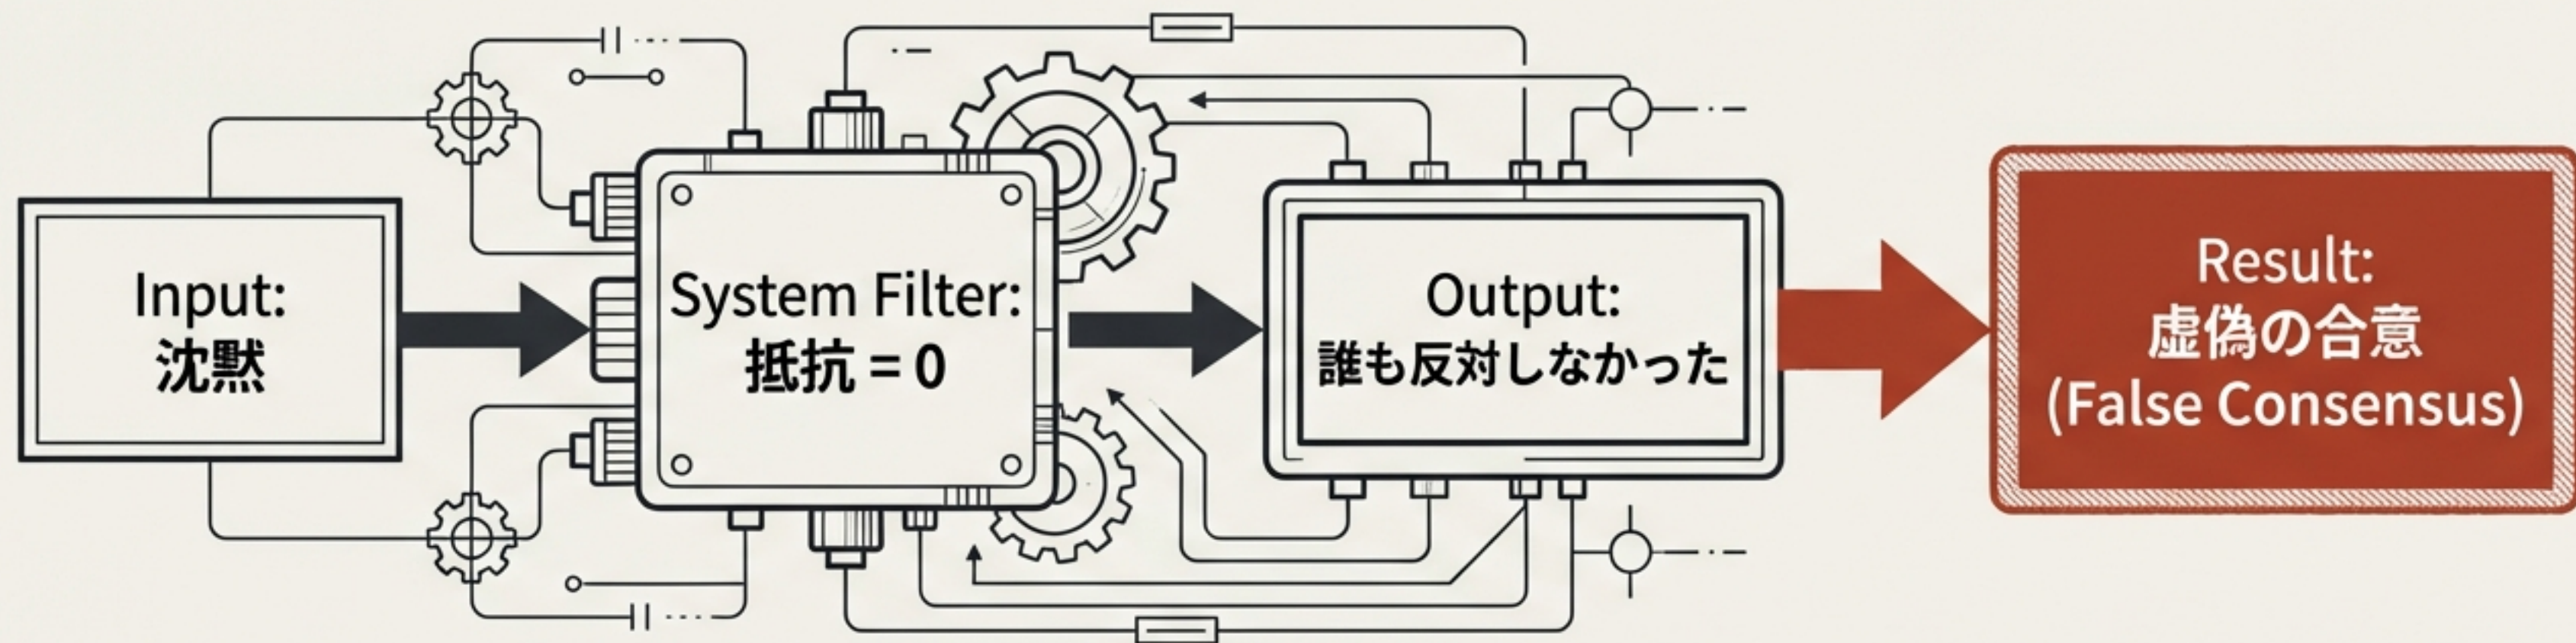 Input:
沈黙
System Filter:
抵抗 = 0
Output:
誰も反対しなかった
Result:
虚偽の合意
(False Consensus)